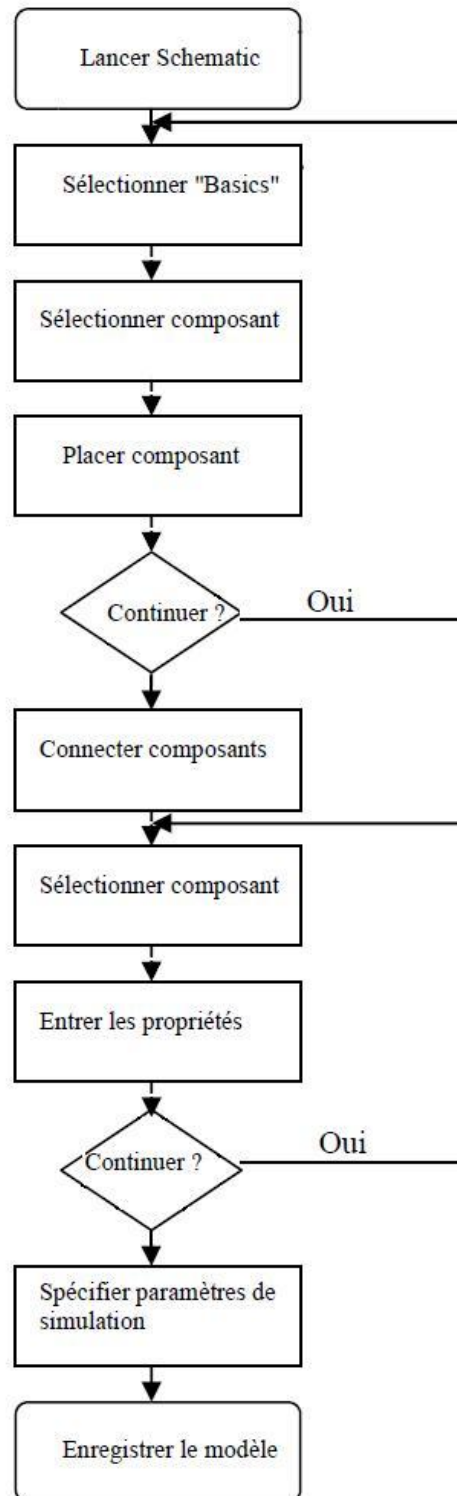 Lancer Schematic
Sélectionner "Basics"
Sélectionner composant
Placer composant
Continuer ?
Oui
Connecter composants
Sélectionner composant
Entrer les propriétés
Continuer ?
Oui
Spécifier paramètres de
simulation
Enregistrer le modèle